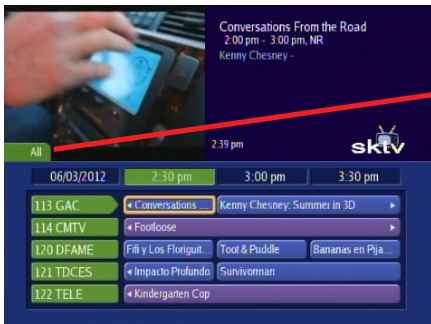 Conversations From the Road
2:00 pm - 3:00 pm, NR
Kenny Chesney -
2:39 pm
sktv
All
06/03/2012 2:30 pm 3:00 pm 3:30 pm
113 GAC Conversations ... Kenny Chesney: Summer in 3D
114 CMTV Footloose
120 DFAME Fifi y Los Floriguit... Toot & Puddle Bananas en Pija...
121 TDCES Impacto Profundo Survivorman
122 TELE Kindergarten Cop